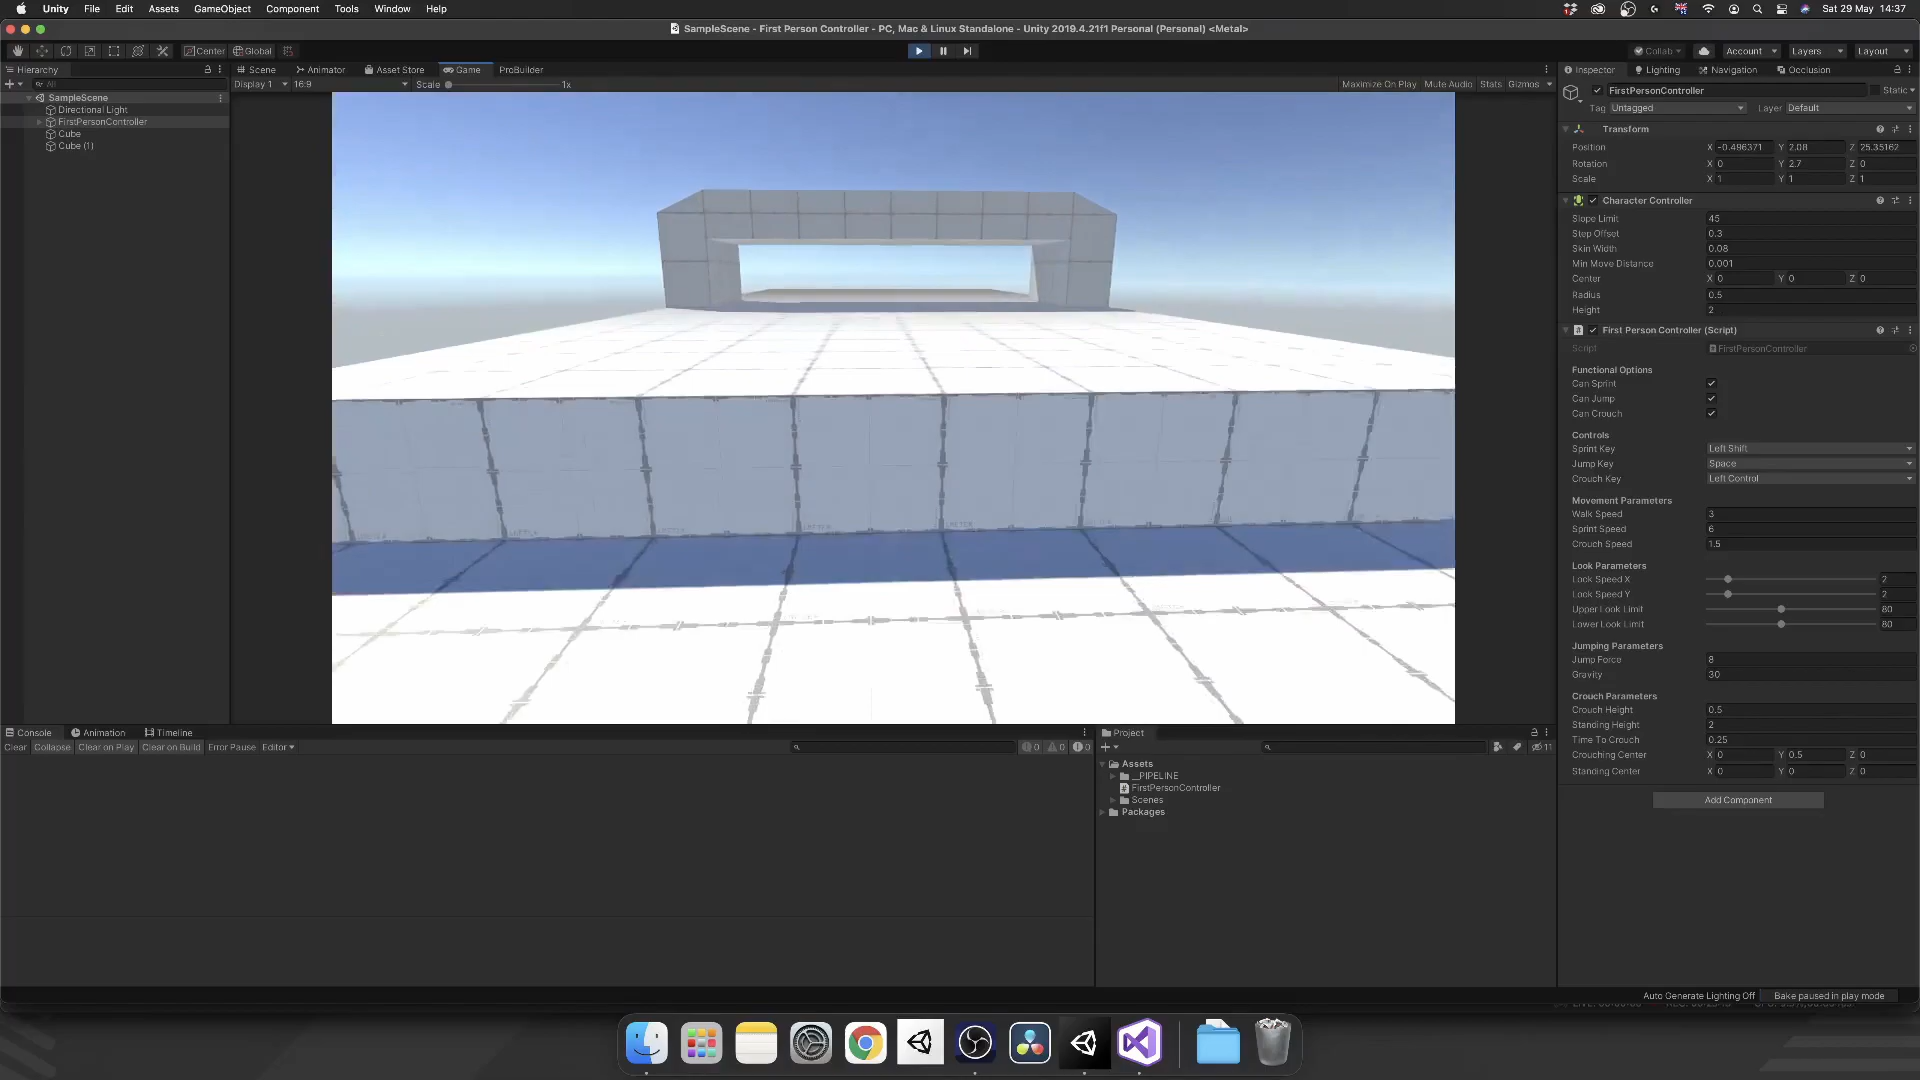 Unity File Edit Assets GameObject Component Tools Window Help Sat 29 May 14:37
SampleScene - First Person Controller - PC, Mac & Linux Standalone - Unity 2019.4.21f1 Personal (Personal) <Metal>
Center Global Collab Account Layers Layout
Hierarchy Scene Animator Asset Store Game ProBuilder Inspector Lighting Navigation Occlusion
All Display 1 16:9 Scale 1x Maximize On Play Mute Audio Stats Gizmos
FirstPersonController Static
SampleScene
Tag Untagged Layer Default
Directional Light
FirstPersonController
Cube
Cube (1)
Transform
Position X -0.496371 Y 2.08 Z 25.35162
Rotation X 0 Y 2.7 Z 0
Scale X 1 Y 1 Z 1
Character Controller
Slope Limit 45
Step Offset 0.3
Skin Width 0.08
Min Move Distance 0.001
Center X 0 Y 0 Z 0
Radius 0.5
Height 2
First Person Controller (Script)
Script FirstPersonController
Functional Options
Can Sprint
Can Jump
Can Crouch
Controls
Sprint Key Left Shift
Jump Key Space
Crouch Key Left Control
Movement Parameters
Walk Speed 3
Sprint Speed 6
Crouch Speed 1.5
Look Parameters
Look Speed X 2
Look Speed Y 2
Upper Look Limit 80
Lower Look Limit 80
Jumping Parameters
Jump Force 8
Gravity 30
Crouch Parameters
Crouch Height 0.5
Standing Height 2
Time To Crouch 0.25
Crouching Center X 0 Y 0.5 Z 0
Standing Center X 0 Y 0 Z 0
Add Component
Console Animation Timeline
Clear Collapse Clear on Play Clear on Build Error Pause Editor 0 0 0
Project
11
Assets
__PIPELINE
FirstPersonController
Scenes
Packages
Auto Generate Lighting Off Bake paused in play mode